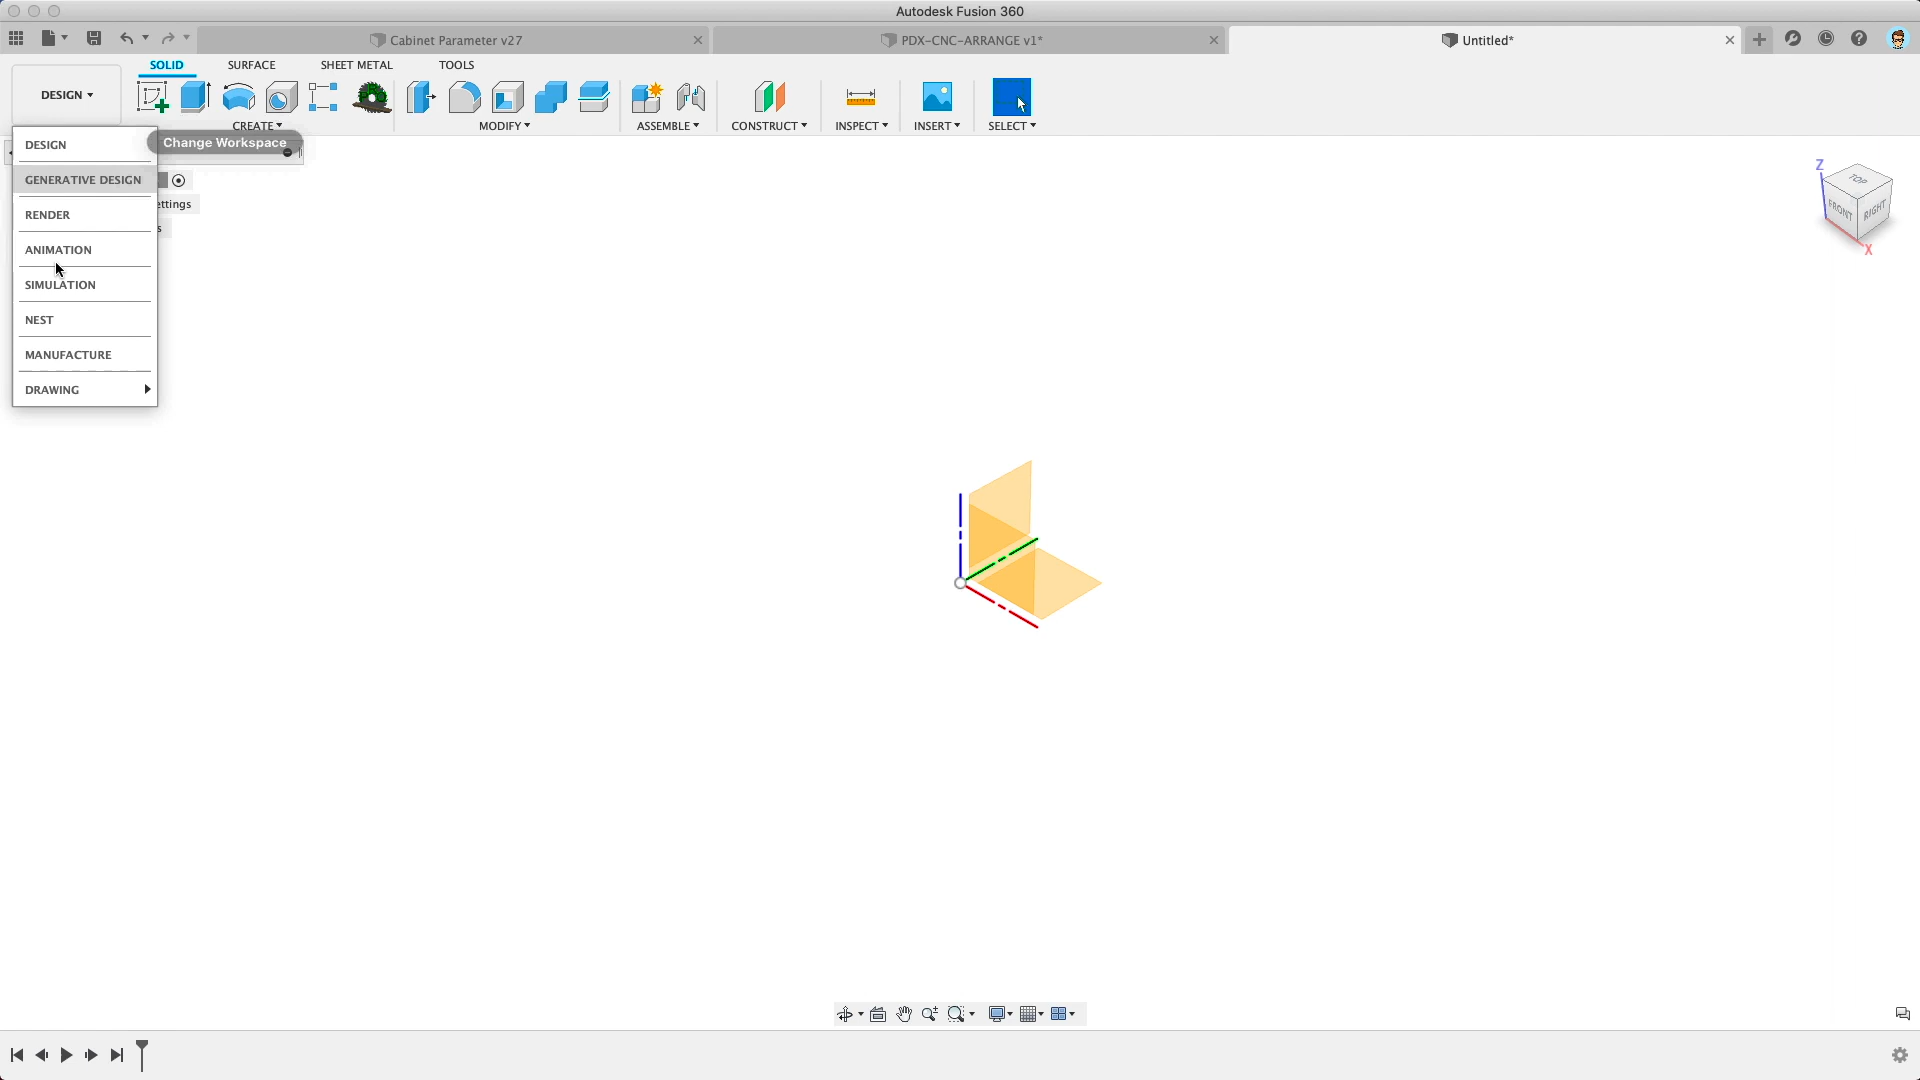 Autodesk Fusion 360
Cabinet Parameter v27
PDX-CNC-ARRANGE v1*
Untitled*
SOLID
SURFACE
SHEET METAL
TOOLS
DESIGN
CREATE
MODIFY
ASSEMBLE
CONSTRUCT
INSPECT
INSERT
SELECT
DESIGN
Change Workspace
GENERATIVE DESIGN
ettings
RENDER
s
ANIMATION
SIMULATION
NEST
MANUFACTURE
DRAWING
Z
TOP
FRONT
RIGHT
X